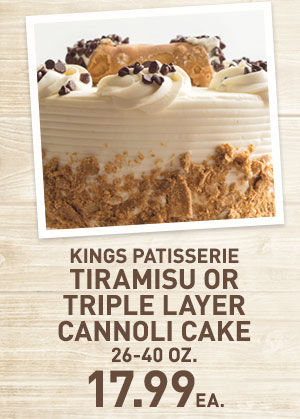 KINGS PATISSERIE
TIRAMISU OR
TRIPLE LAYER
CANNOLI CAKE
26-40 OZ.
17.99EA.